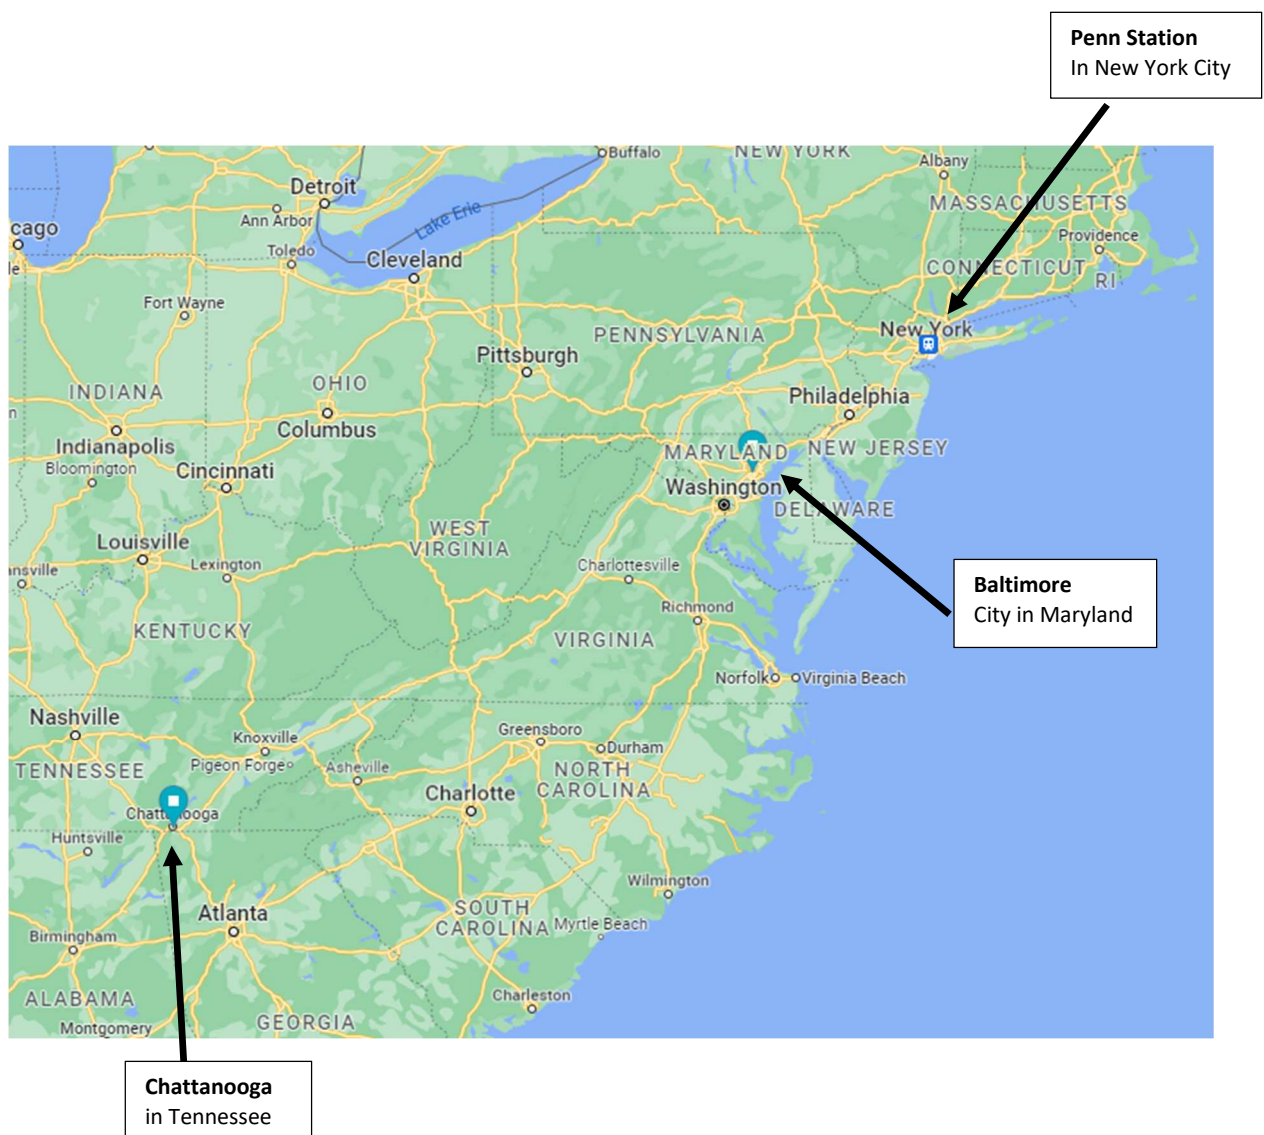 Penn Station
In New York City
Buffalo
NEW YORK
Albany
Detroit
Ann Arbor
MASSACHUSETTS
Lake Erie
cago
Toledo
Cleveland
Providence
CONNECTICUT
RI
Fort Wayne
New York
PENNSYLVANIA
Pittsburgh
INDIANA
OHIO
Philadelphia
Columbus
Indianapolis
MARYLAND
NEW JERSEY
Bloomington
Cincinnati
Washington
DELAWARE
WEST
VIRGINIA
Louisville
Lexington
Charlottesville
ansville
Baltimore
City in Maryland
Richmond
KENTUCKY
VIRGINIA
Norfolk
Virginia Beach
Nashville
Knoxville
Greensboro
Durham
TENNESSEE
Pigeon Forge
Asheville
NORTH
CAROLINA
Charlotte
Chattanooga
Huntsville
Wilmington
Atlanta
SOUTH
CAROLINA
Myrtle Beach
Birmingham
ALABAMA
Charleston
Montgomery
GEORGIA
Chattanooga
in Tennessee